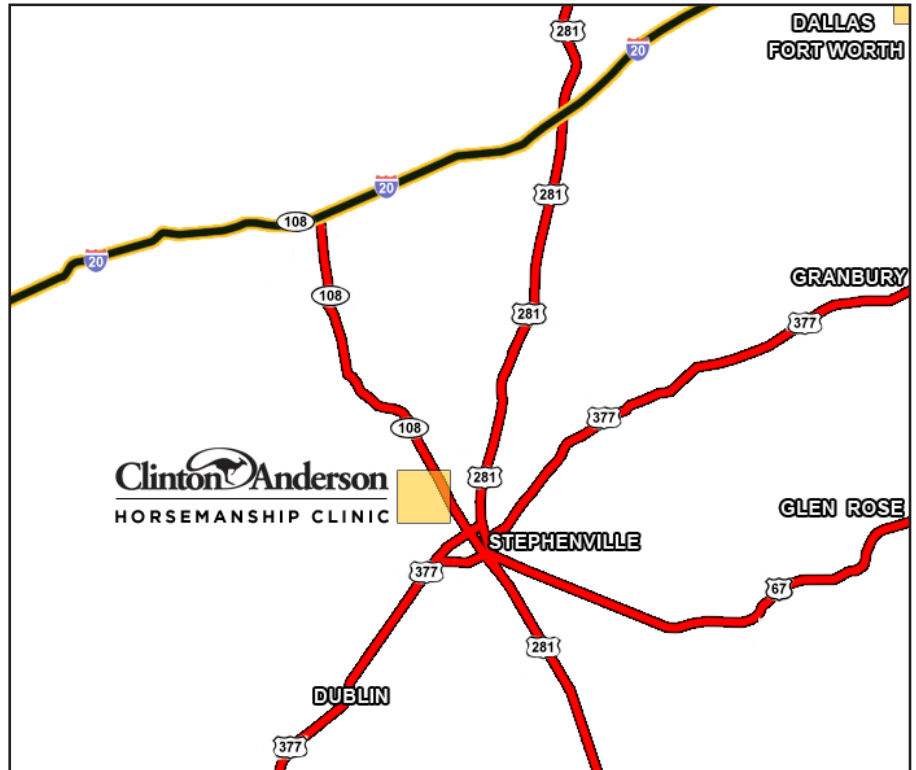 DALLAS
FORT WORTH
281
20
20
281
108
20
108
GRANBURY
281
377
377
108
Clinton Anderson
HORSEMANSHIP CLINIC
281
GLEN ROSE
STEPHENVILLE
377
67
281
DUBLIN
377